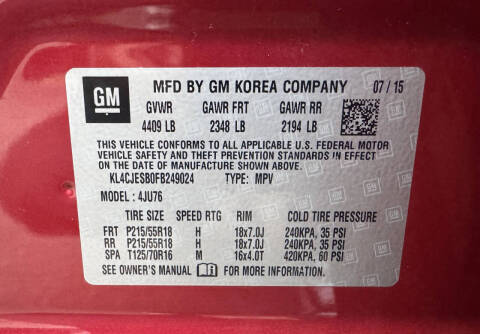 GM
MFD BY GM KOREA COMPANY 07 / 15
GVWR GAWR FRT GAWR RR
4409 LB 2348 LB 2194 LB
THIS VEHICLE CONFORMS TO ALL APPLICABLE U.S. FEDERAL MOTOR
VEHICLE SAFETY AND THEFT PREVENTION STANDARDS IN EFFECT ON
THE DATE OF MANUFACTURE SHOWN ABOVE.
KL4CJESB0FB249024 TYPE: MPV
MODEL: 4JU76
TIRE SIZE SPEED RTG RIM COLD TIRE PRESSURE
FRT P215/55R18 H 18x7.0J 240KPA, 35 PSI
RR P215/55R18 H 18x7.0J 240KPA, 35 PSI
SPA T125/70R16 M 16x4.0T 420KPA, 60 PSI
SEE OWNER'S MANUAL FOR MORE INFORMATION.